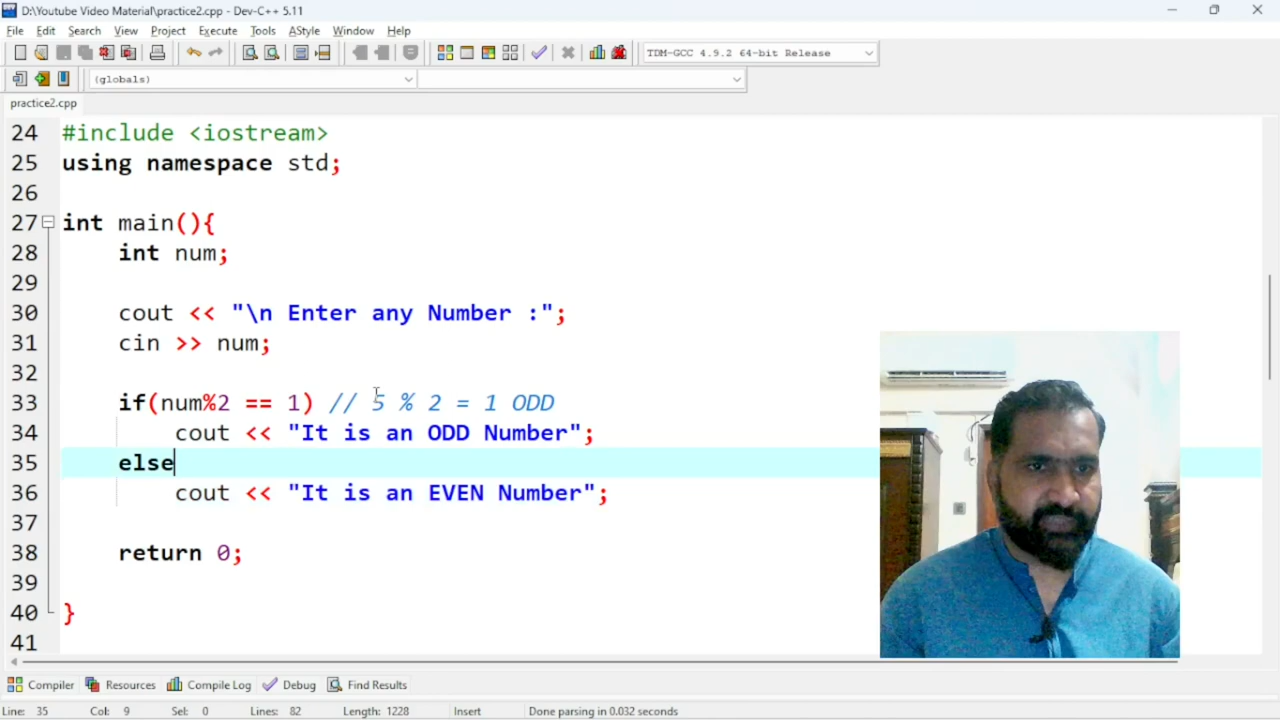 D:\Youtube Video Material\practice2.cpp - Dev-C++ 5.11
File Edit Search View Project Execute Tools AStyle Window Help
TDM-GCC 4.9.2 64-bit Release
(globals)
practice2.cpp
24 #include <iostream>
25 using namespace std;
26
27 int main(){
28 int num;
29
30 cout << "\n Enter any Number :";
31 cin >> num;
32
33 if(num%2 == 1) // 5 % 2 = 1 ODD
34 cout << "It is an ODD Number";
35 else
36 cout << "It is an EVEN Number";
37
38 return 0;
39
40 }
41
Compiler Resources Compile Log Debug Find Results
Line: 35 Col: 9 Sel: 0 Lines: 82 Length: 1228 Insert Done parsing in 0.032 seconds